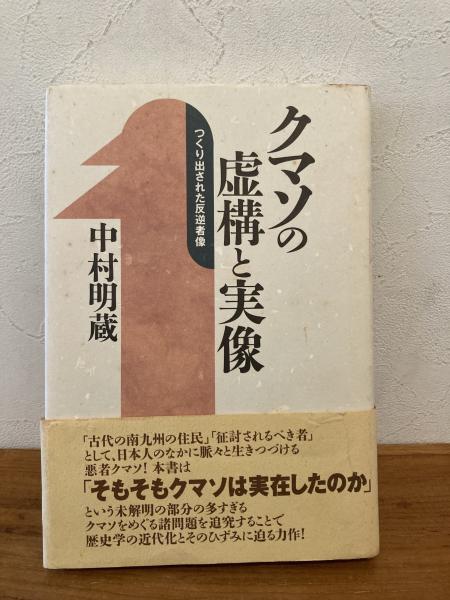 クマソの
虚構と実像
つくり出された反逆者像
中村明蔵
「古代の南九州の住民」「征討されるべき者」
として、日本人のなかに脈々と生きつづける
悪者クマソ! 本書は
「そもそもクマソは実在したのか」
という未解明の部分の多すぎる
クマソをめぐる諸問題を追究することで
歴史学の近代化とそのひずみに迫る力作!